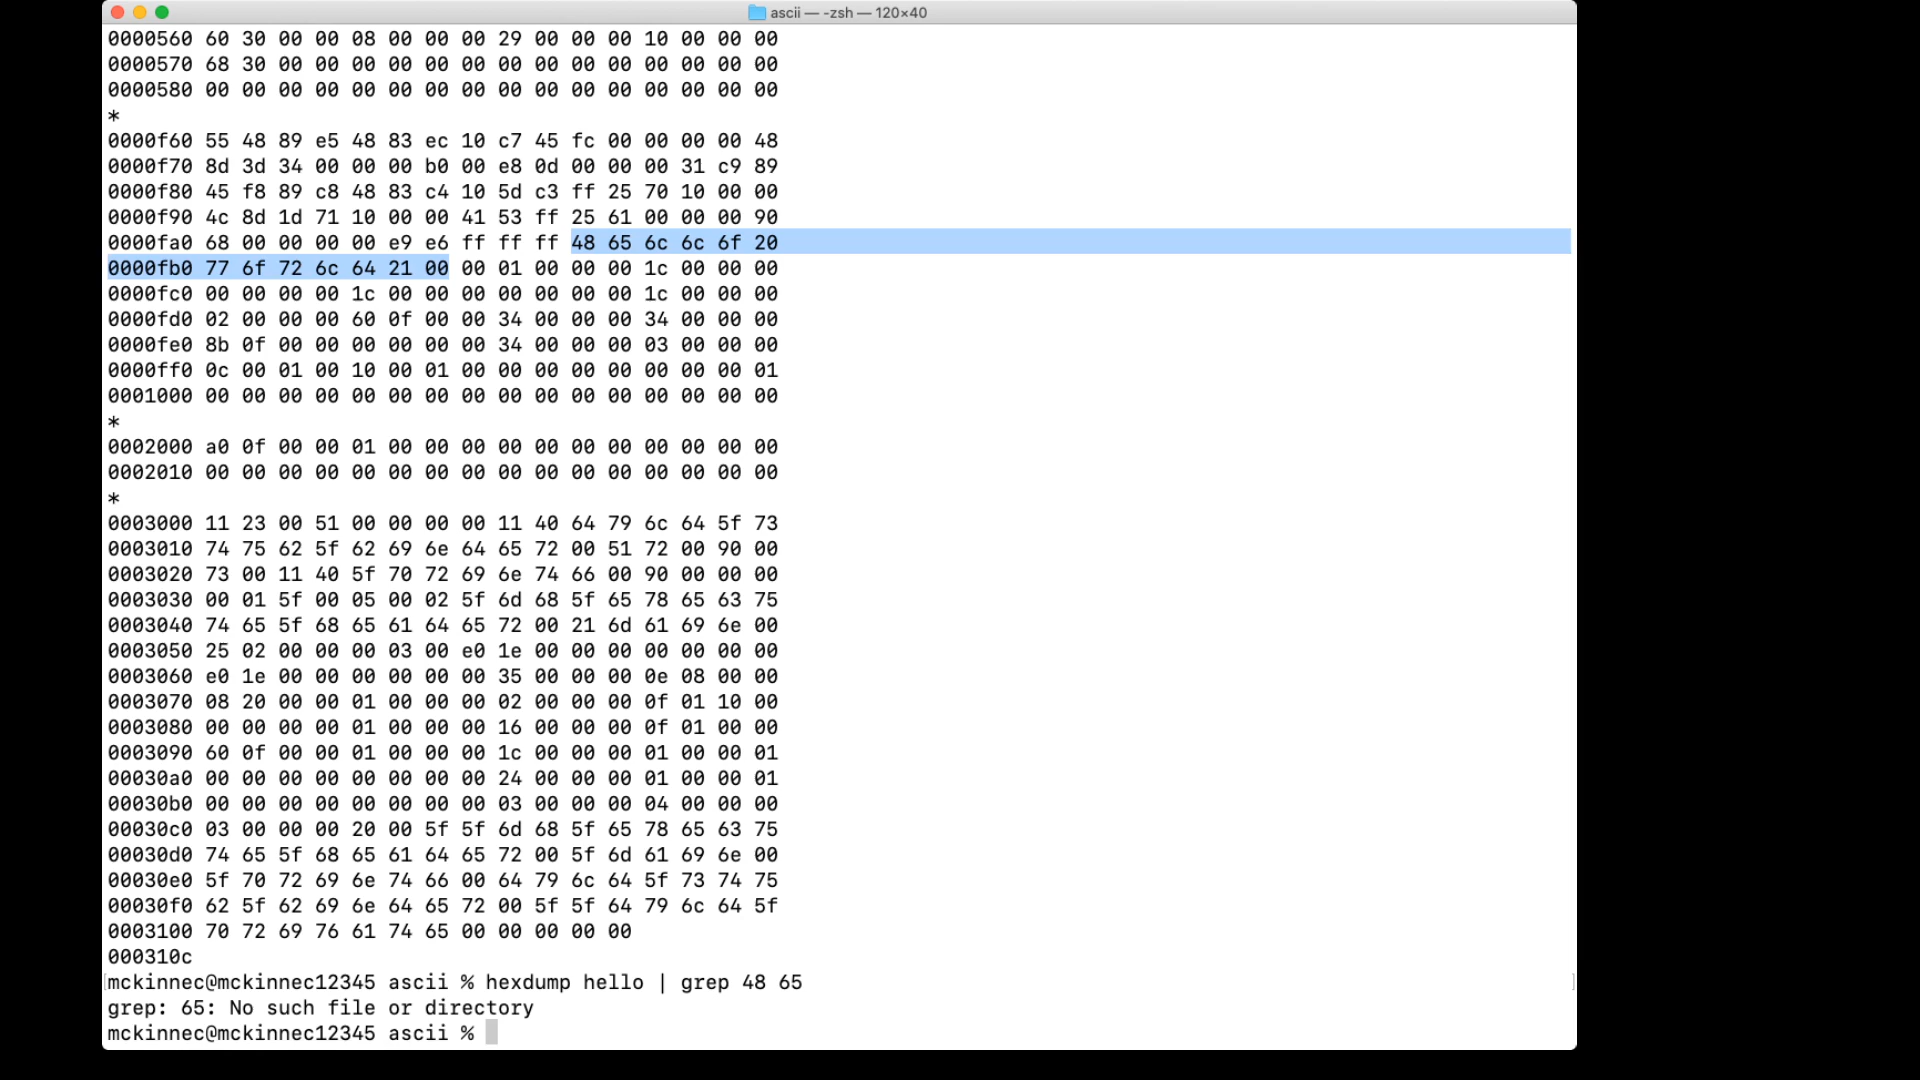 ascii — -zsh — 120×40
0000560 60 30 00 00 08 00 00 00 29 00 00 00 10 00 00 00
0000570 68 30 00 00 00 00 00 00 00 00 00 00 00 00 00 00
0000580 00 00 00 00 00 00 00 00 00 00 00 00 00 00 00 00
*
0000f60 55 48 89 e5 48 83 ec 10 c7 45 fc 00 00 00 00 48
0000f70 8d 3d 34 00 00 00 b0 00 e8 0d 00 00 00 31 c9 89
0000f80 45 f8 89 c8 48 83 c4 10 5d c3 ff 25 70 10 00 00
0000f90 4c 8d 1d 71 10 00 00 41 53 ff 25 61 00 00 00 90
0000fa0 68 00 00 00 00 e9 e6 ff ff ff 48 65 6c 6c 6f 20
0000fb0 77 6f 72 6c 64 21 00 00 01 00 00 00 1c 00 00 00
0000fc0 00 00 00 00 1c 00 00 00 00 00 00 00 1c 00 00 00
0000fd0 02 00 00 00 60 0f 00 00 34 00 00 00 34 00 00 00
0000fe0 8b 0f 00 00 00 00 00 00 34 00 00 00 03 00 00 00
0000ff0 0c 00 01 00 10 00 01 00 00 00 00 00 00 00 00 01
0001000 00 00 00 00 00 00 00 00 00 00 00 00 00 00 00 00
*
0002000 a0 0f 00 00 01 00 00 00 00 00 00 00 00 00 00 00
0002010 00 00 00 00 00 00 00 00 00 00 00 00 00 00 00 00
*
0003000 11 23 00 51 00 00 00 00 11 40 64 79 6c 64 5f 73
0003010 74 75 62 5f 62 69 6e 64 65 72 00 51 72 00 90 00
0003020 73 00 11 40 5f 70 72 69 6e 74 66 00 90 00 00 00
0003030 00 01 5f 00 05 00 02 5f 6d 68 5f 65 78 65 63 75
0003040 74 65 5f 68 65 61 64 65 72 00 21 6d 61 69 6e 00
0003050 25 02 00 00 00 03 00 e0 1e 00 00 00 00 00 00 00
0003060 e0 1e 00 00 00 00 00 00 35 00 00 00 0e 08 00 00
0003070 08 20 00 00 01 00 00 00 02 00 00 00 0f 01 10 00
0003080 00 00 00 00 01 00 00 00 16 00 00 00 0f 01 00 00
0003090 60 0f 00 00 01 00 00 00 1c 00 00 00 01 00 00 01
00030a0 00 00 00 00 00 00 00 00 24 00 00 00 01 00 00 01
00030b0 00 00 00 00 00 00 00 00 03 00 00 00 04 00 00 00
00030c0 03 00 00 00 20 00 5f 5f 6d 68 5f 65 78 65 63 75
00030d0 74 65 5f 68 65 61 64 65 72 00 5f 6d 61 69 6e 00
00030e0 5f 70 72 69 6e 74 66 00 64 79 6c 64 5f 73 74 75
00030f0 62 5f 62 69 6e 64 65 72 00 5f 5f 64 79 6c 64 5f
0003100 70 72 69 76 61 74 65 00 00 00 00 00
000310c
[mckinnec@mckinnec12345 ascii % hexdump hello | grep 48 65 ]
grep: 65: No such file or directory
mckinnec@mckinnec12345 ascii %